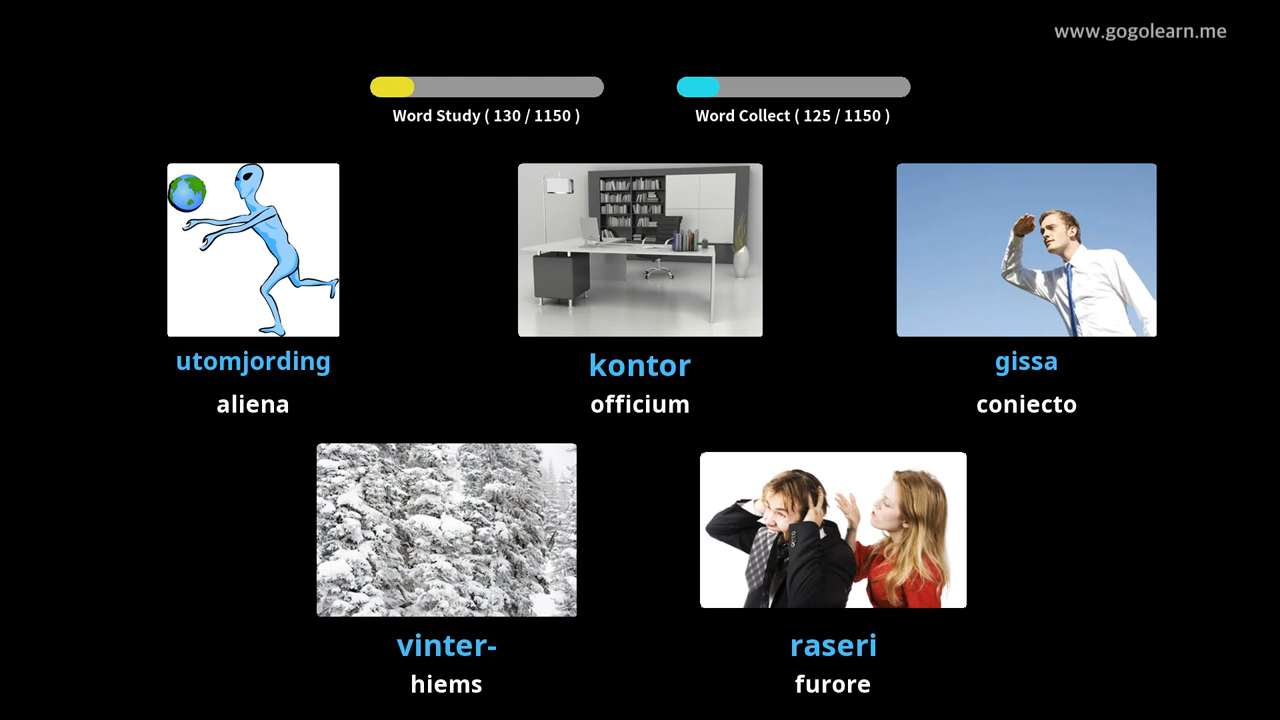 www.gogolearn.me
Word Study ( 130 / 1150 )
Word Collect ( 125 / 1150 )
utomjording
aliena
kontor
officium
gissa
coniecto
vinter-
hiems
raseri
furore